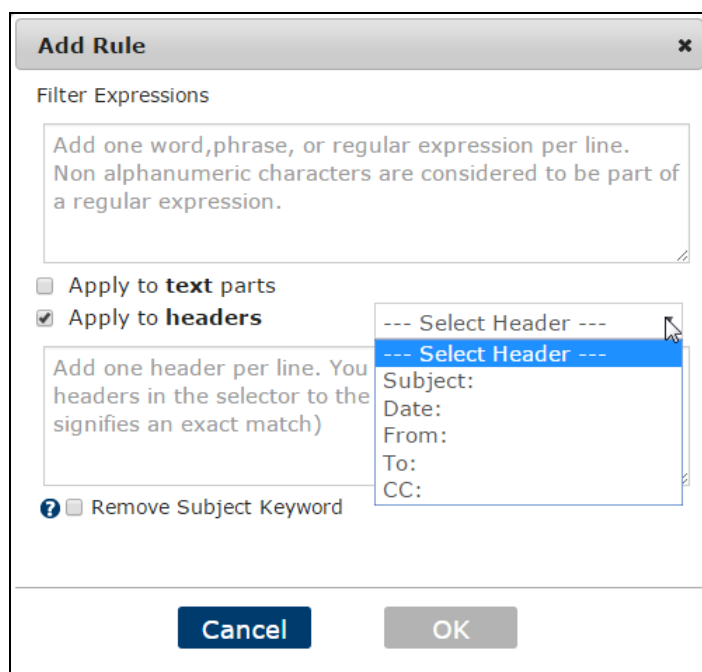 Add Rule
Filter Expressions
Add one word,phrase, or regular expression per line.
Non alphanumeric characters are considered to be part of
a regular expression.
Apply to text parts
Apply to headers
--- Select Header ---
--- Select Header ---
Subject:
Date:
From:
To:
CC:
Add one header per line. You
headers in the selector to the
signifies an exact match)
? Remove Subject Keyword
Cancel
OK